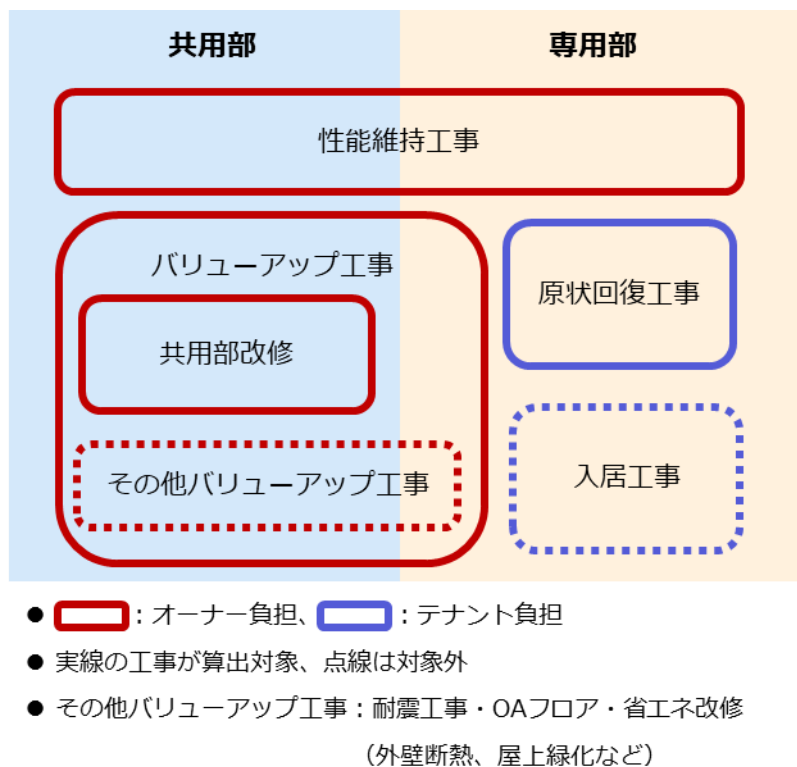 共用部
専用部
性能維持工事
バリューアップ工事
共用部改修
その他バリューアップ工事
原状回復工事
入居工事
● ：オーナー負担、 ：テナント負担
● 実線の工事が算出対象、点線は対象外
● その他バリューアップ工事：耐震工事・OAフロア・省エネ改修
（外壁断熱、屋上緑化など）